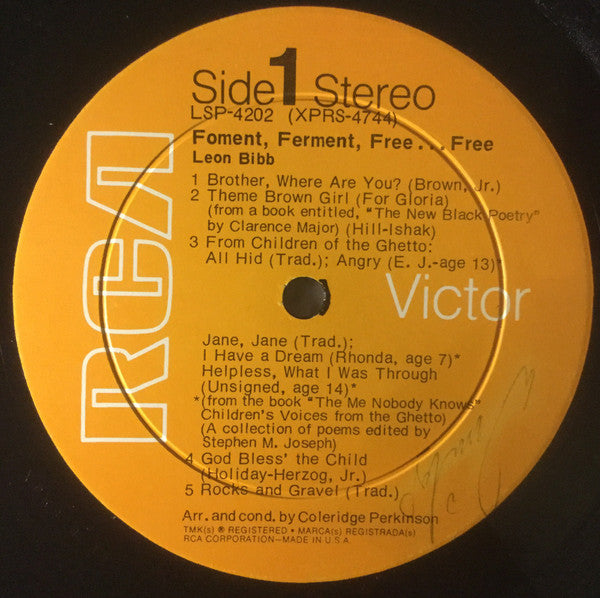 Side 1 Stereo
LSP-4202 (XPRS-4744)
Foment, Ferment, Free...Free
Leon Bibb
1 Brother, Where Are You? (Brown, Jr.)
2 Theme Brown Girl (For Gloria)
(from a book entitled, "The New Black Poetry"
by Clarence Major) (Hill-Ishak)
3 From Children of the Ghetto:
All Hid (Trad.); Angry (E. J.-age 13)*
RCA
Victor
Jane, Jane (Trad.);
I Have a Dream (Rhonda, age 7)*
Helpless, What I Was Through
(Unsigned, age 14)*
*(from the book "The Me Nobody Knows"
Children's Voices from the Ghetto)
(A collection of poems edited by
Stephen M. Joseph)
4 God Bless' the Child
(Holiday-Herzog, Jr.)
5 Rocks and Gravel (Trad.)
Arr. and cond. by Coleridge Perkinson
TMK(s) ® REGISTERED • MARCA(s) REGISTRADA(s)
RCA CORPORATION—MADE IN U.S.A.